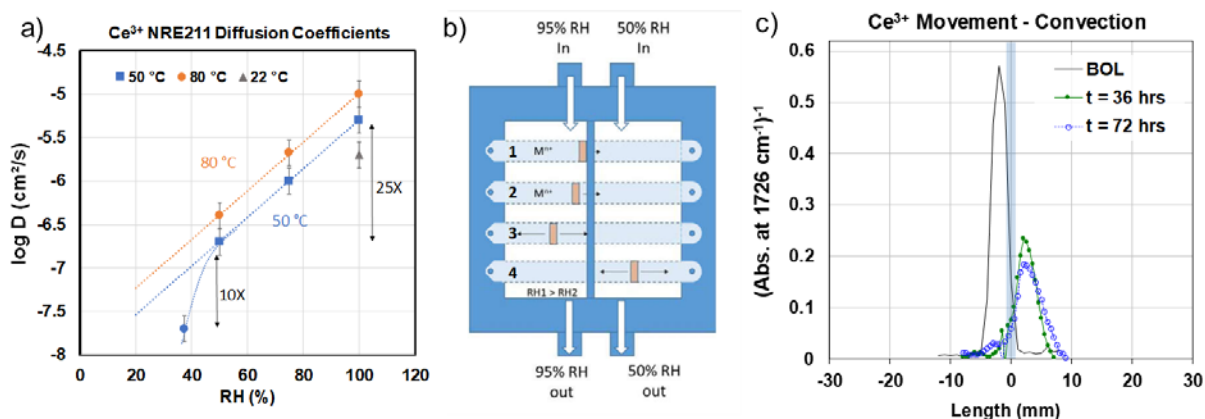 a)
Ce³⁺ NRE211 Diffusion Coefficients
50 °C 80 °C 22 °C
log D (cm²/s)
-4.5
-5
-5.5
-6
-6.5
-7
-7.5
-8
80 °C
50 °C
25X
10X
0 20 40 60 80 100 120
RH (%)
b)
95% RH
In
50% RH
In
1 Mⁿ⁺
2 Mⁿ⁺
3
4
RH1 > RH2
95% RH
out
50% RH
out
c)
Ce³⁺ Movement - Convection
(Abs. at 1726 cm⁻¹)⁻¹
0.6
0.5
0.4
0.3
0.2
0.1
0
BOL
t = 36 hrs
t = 72 hrs
-30 -20 -10 0 10 20 30
Length (mm)